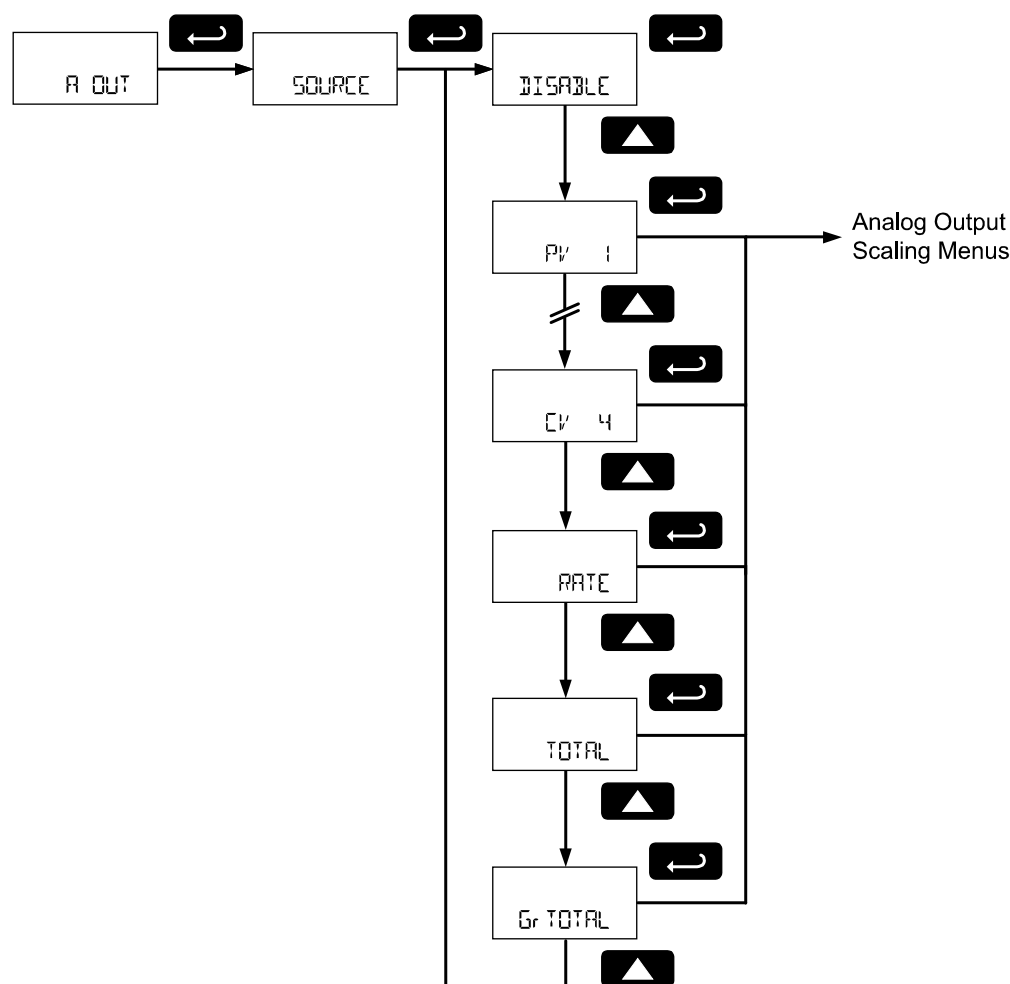 A OUT
SOURCE
DISABLE
PV 1
Analog Output
Scaling Menus
CV 4
RATE
TOTAL
Gr TOTAL